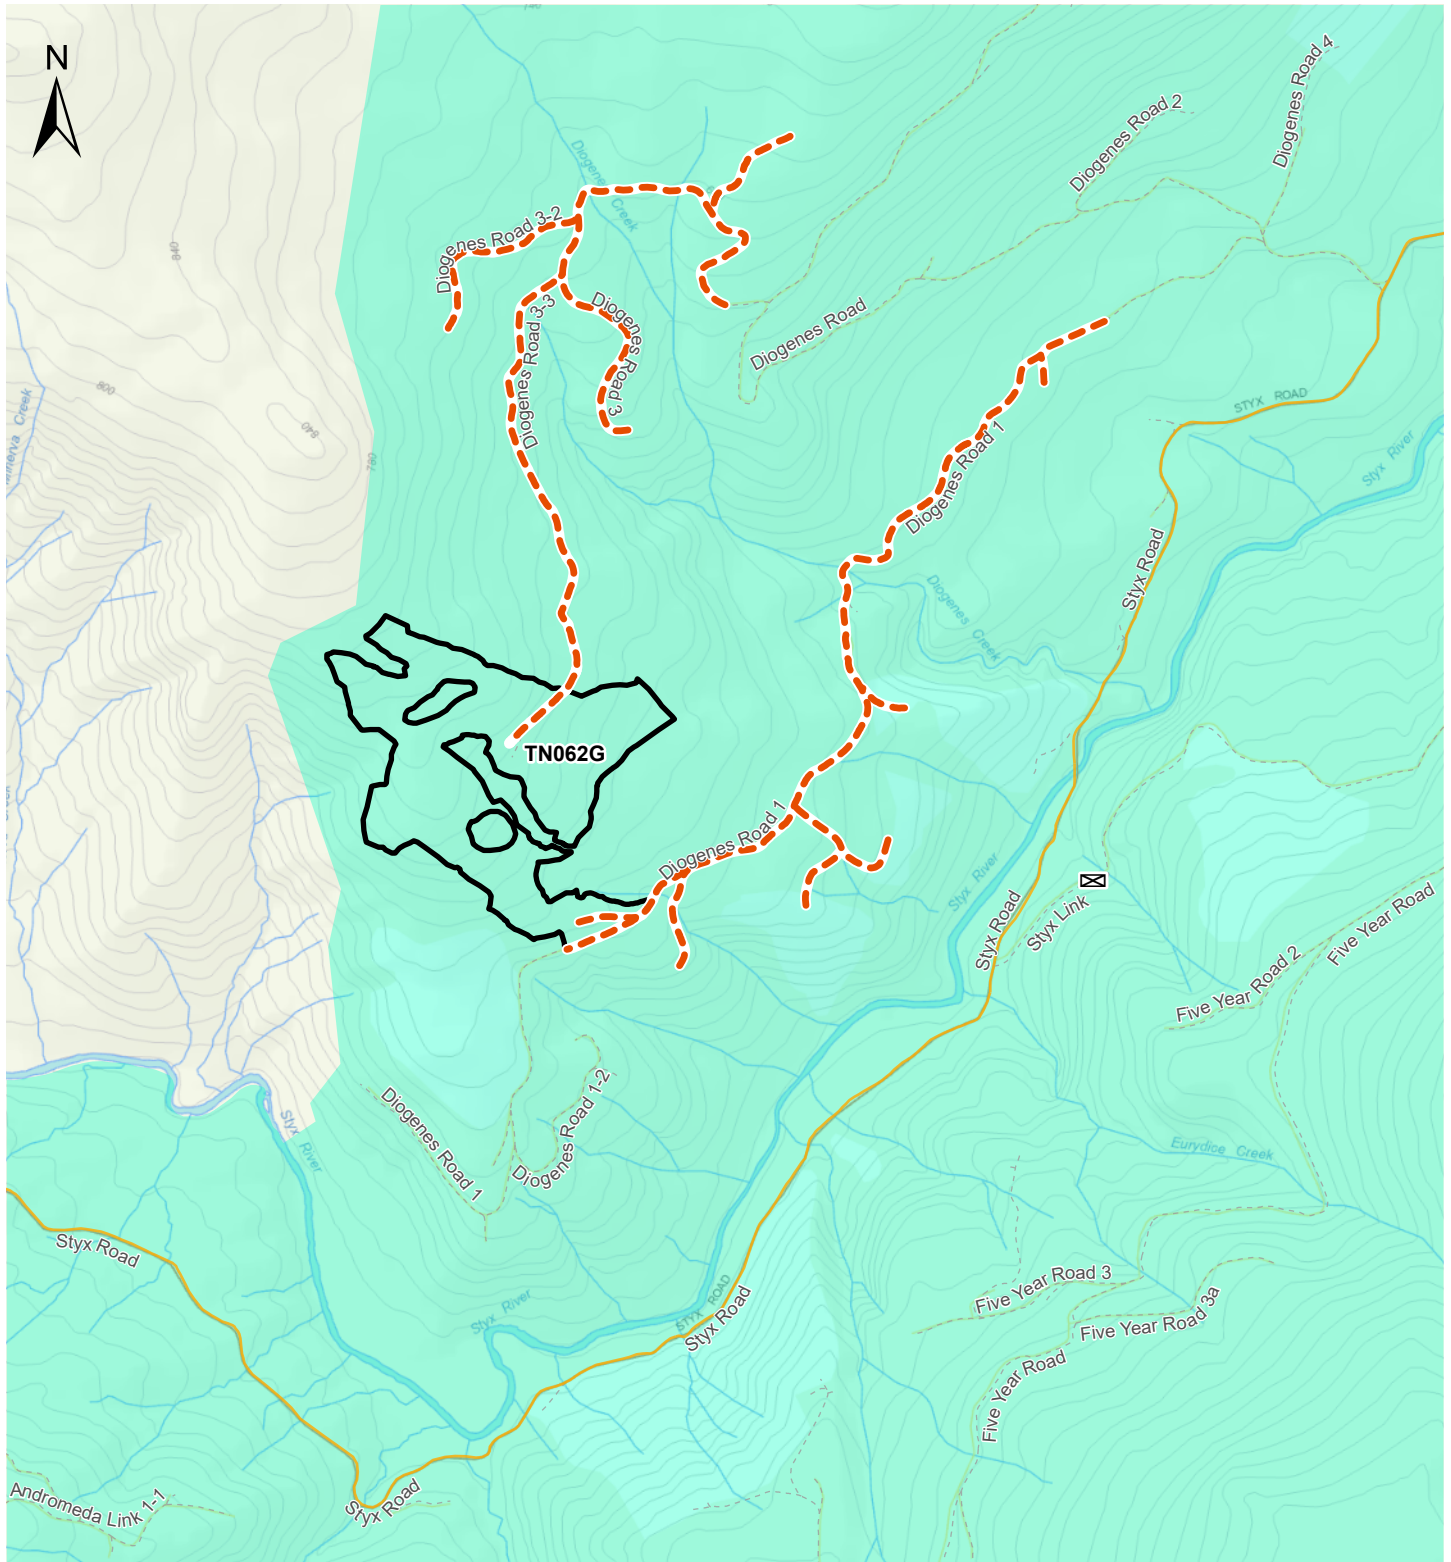 N
Diogenes Road 4
Diogenes Road 2
Diogenes Creek
Diogenes Road 3-2
840
Diogenes Road 3-3
Diogenes Road 3
Diogenes Road
800
840
780
STYX ROAD
Diogenes Road 1
Styx River
Styx Road
Diogenes Creek
TN062G
Diogenes Road 1
Styx River
Styx Road
Styx Link
Five Year Road
Five Year Road 2
Styx River
Diogenes Road 1
Diogenes Road 1-2
Eurydice Creek
Styx Road
Five Year Road 3
Five Year Road 3a
Styx River
STYX ROAD
Styx Road
Five Year Road
Andromeda Link 1-1
Styx Road